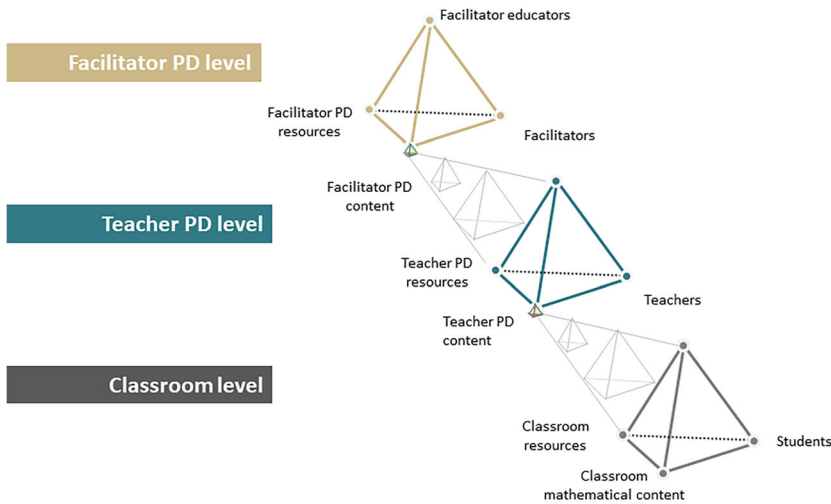 Facilitator educators
Facilitator PD level
Facilitator PD
resources
Facilitators
Facilitator PD
content
Teacher PD level
Teacher PD
resources
Teachers
Teacher PD
content
Classroom level
Classroom
resources
Students
Classroom
mathematical content